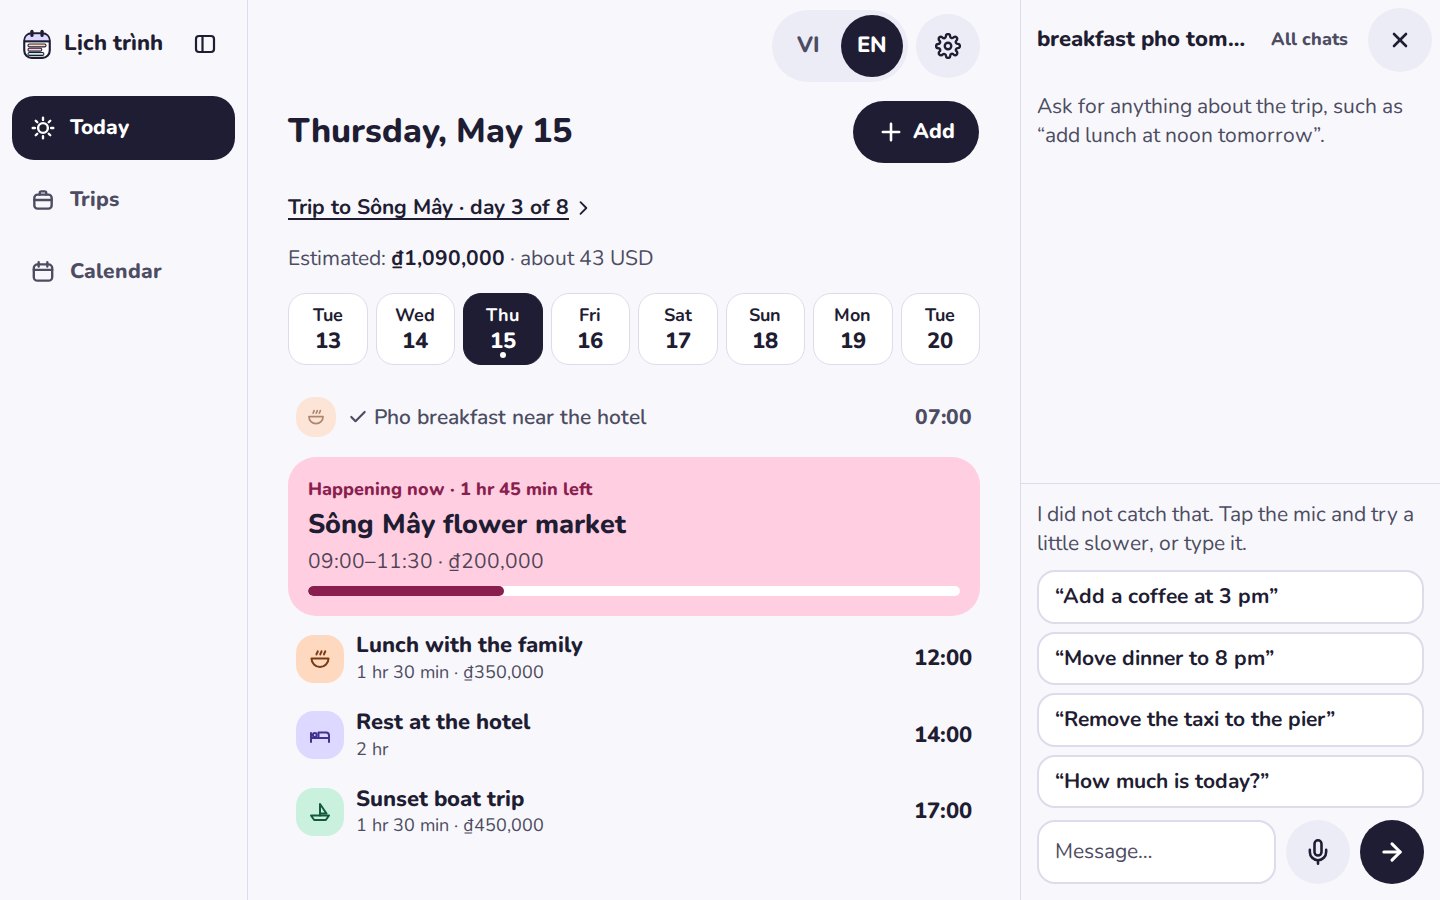 Lịch trình
Today
Trips
Calendar
VI
EN
Thursday, May 15
Add
Trip to Sông Mây · day 3 of 8
Estimated: ₫1,090,000 · about 43 USD
Tue
13
Wed
14
Thu
15
Fri
16
Sat
17
Sun
18
Mon
19
Tue
20
Pho breakfast near the hotel
07:00
Happening now · 1 hr 45 min left
Sông Mây flower market
09:00–11:30 · ₫200,000
Lunch with the family
1 hr 30 min · ₫350,000
12:00
Rest at the hotel
2 hr
14:00
Sunset boat trip
1 hr 30 min · ₫450,000
17:00
breakfast pho tom…
All chats
Ask for anything about the trip, such as
“add lunch at noon tomorrow”.
I did not catch that. Tap the mic and try a
little slower, or type it.
“Add a coffee at 3 pm”
“Move dinner to 8 pm”
“Remove the taxi to the pier”
“How much is today?”
Message...